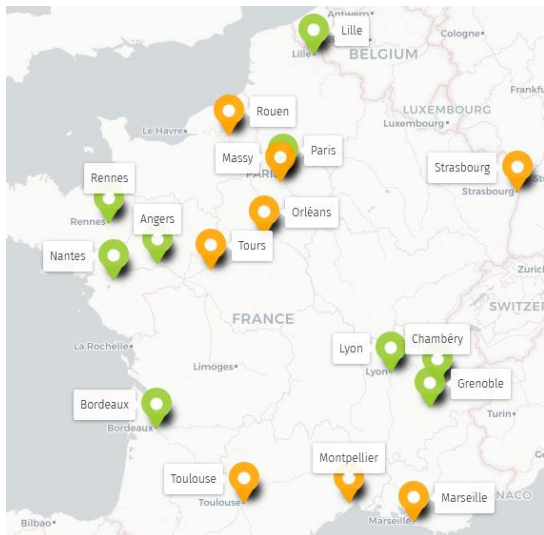 Antwerp
Lille
Cologne
Lille
BELGIUM
Frankfu
LUXEMBOURG
Rouen
Luxembourg
Le Havre
Massy
Paris
PARIS
Strasbourg
Rennes
Strasbourg
Angers
Orléans
Rennes
Nantes
Tours
Zürich
SWITZER
FRANCE
La Rochelle
Lyon
Chambéry
Limoges
Lyon
Grenoble
Bordeaux
Turin
Bordeaux
Montpellier
Toulouse
Marseille
NACO
Toulouse
Marseille
Bilbao